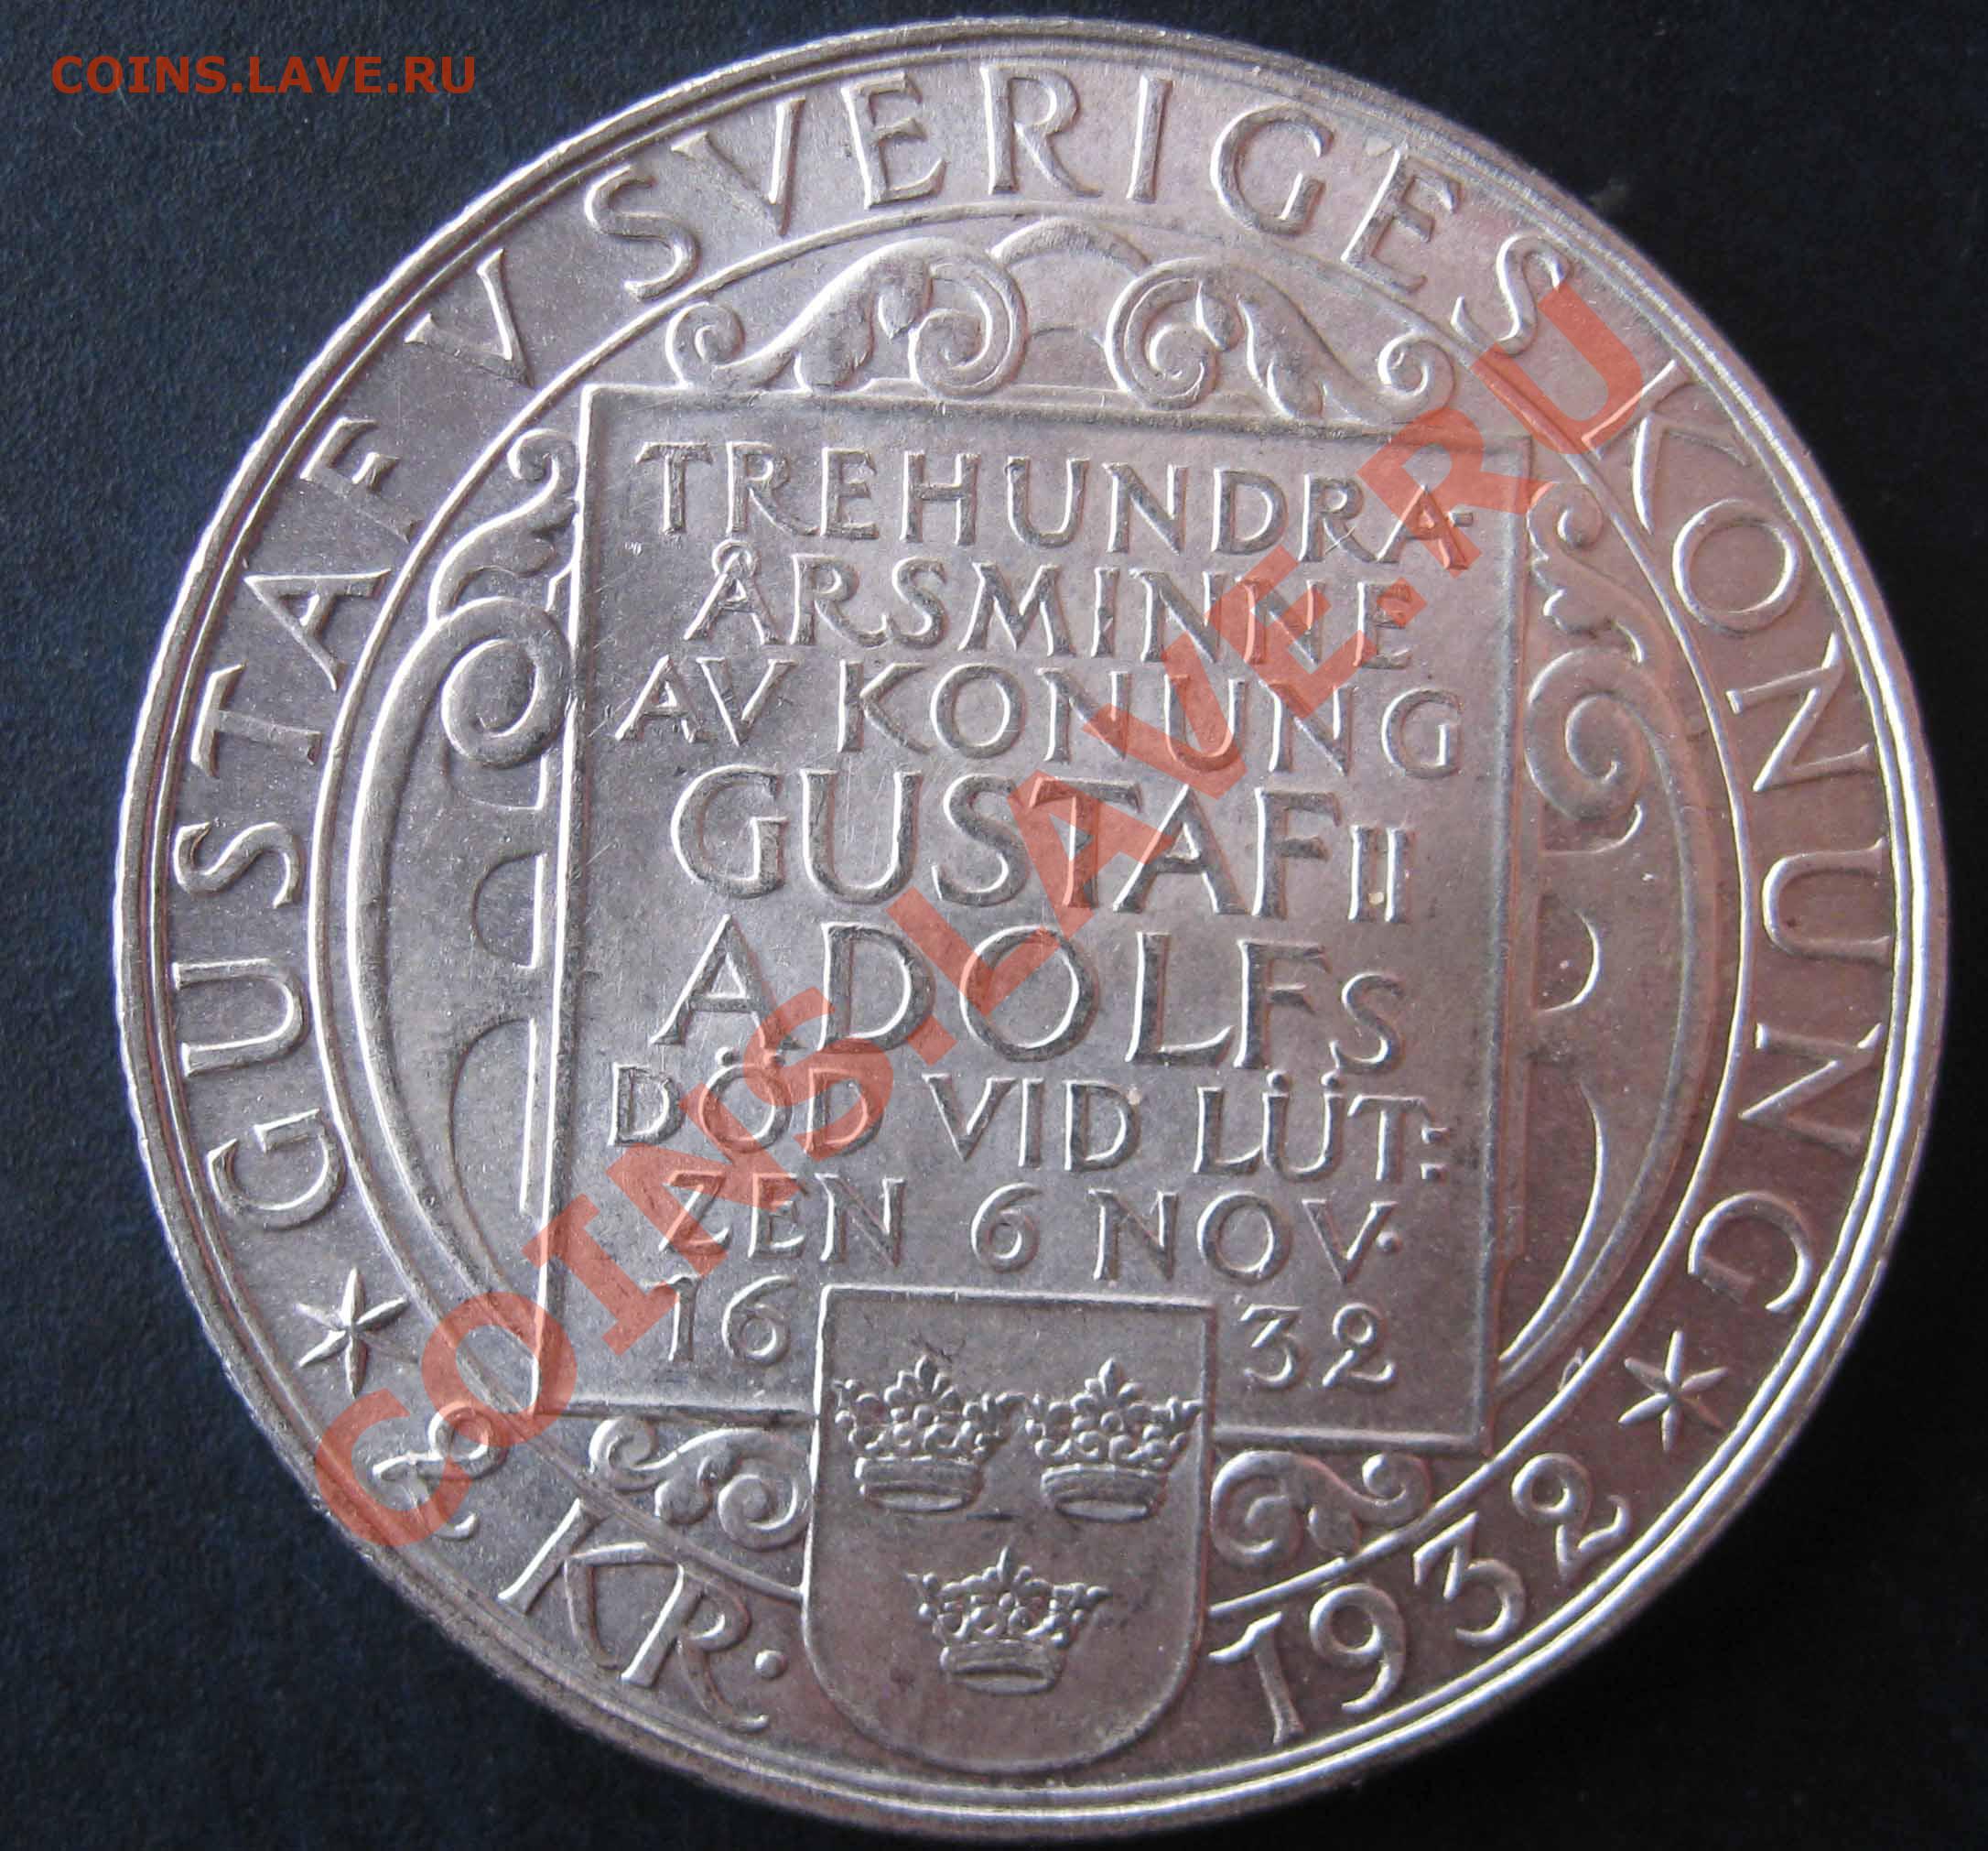 COINS.LAVE.RU
GUSTAF V SVERIGES KONUNG
TREHUNDRA-
ÅRSMINNE
AV KONUNG
GUSTAF II
ADOLFS
DÖD VID LÜT=
ZEN 6 NOV.
16 32
2 KR. 1932
COINS.LAVE.RU